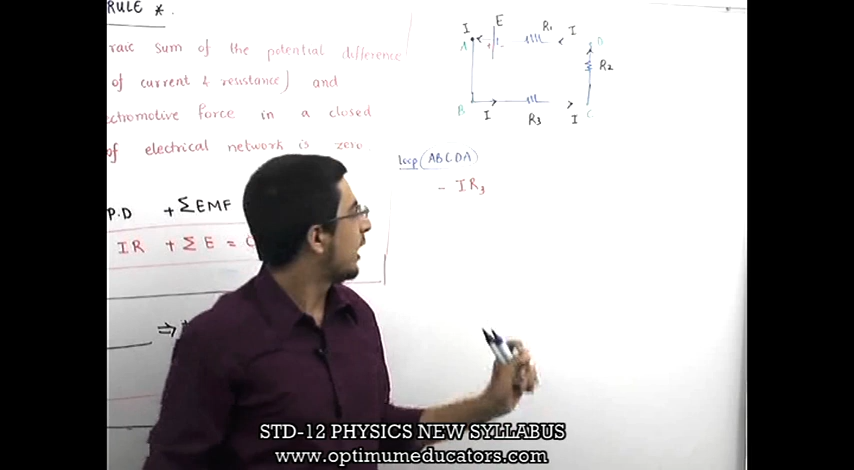 RULE *.
raic sum of the potential difference
of current & resistance) and
ectromotive force in a closed
of electrical network is zero
P.D + ΣEMF
IR + ΣE =
⇒
I E R1 I
A D
R2
B I R3 I C
loop (ABCDA)
- IR3
STD-12 PHYSICS NEW SYLLABUS
www.optimumeducators.com